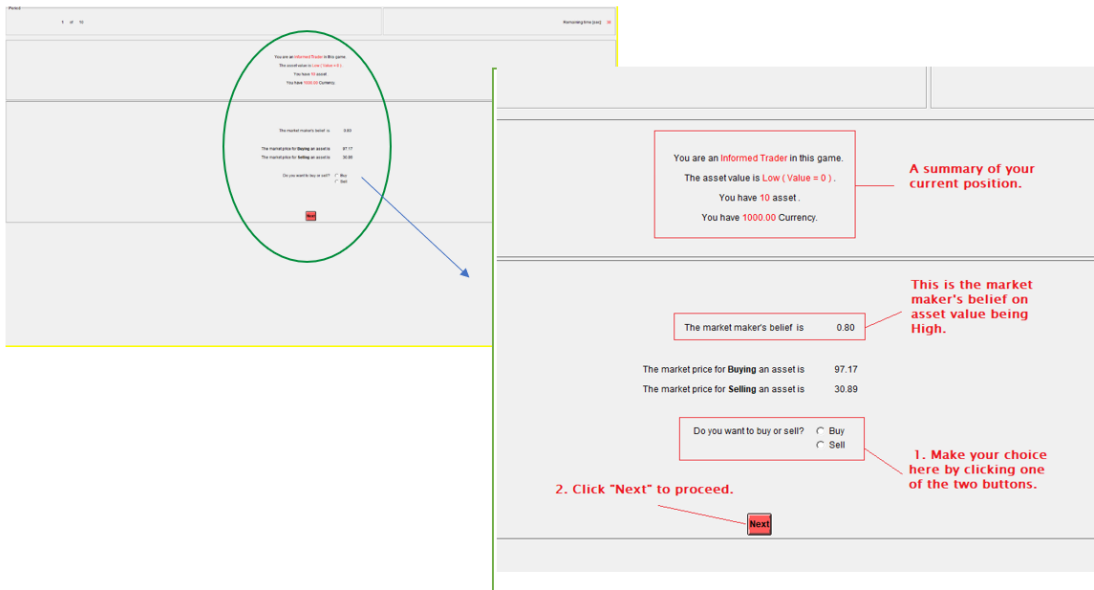 Period
1 of 10
Remaining time [sec] 
You are an Informed Trader in this game.
The asset value is Low ( Value = 0 ) .
You have 10 asset .
You have 1000.00 Currency.
The market maker's belief is 0.80
The market price for Buying an asset is 97.17
The market price for Selling an asset is 30.89
Do you want to buy or sell? Buy
Sell
Next
You are an Informed Trader in this game.
The asset value is Low ( Value = 0 ) .
You have 10 asset .
You have 1000.00 Currency.
A summary of your
current position.
This is the market
maker's belief on
asset value being
High.
The market maker's belief is 0.80
The market price for Buying an asset is 97.17
The market price for Selling an asset is 30.89
Do you want to buy or sell? Buy
Sell
1. Make your choice
here by clicking one
of the two buttons.
2. Click "Next" to proceed.
Next